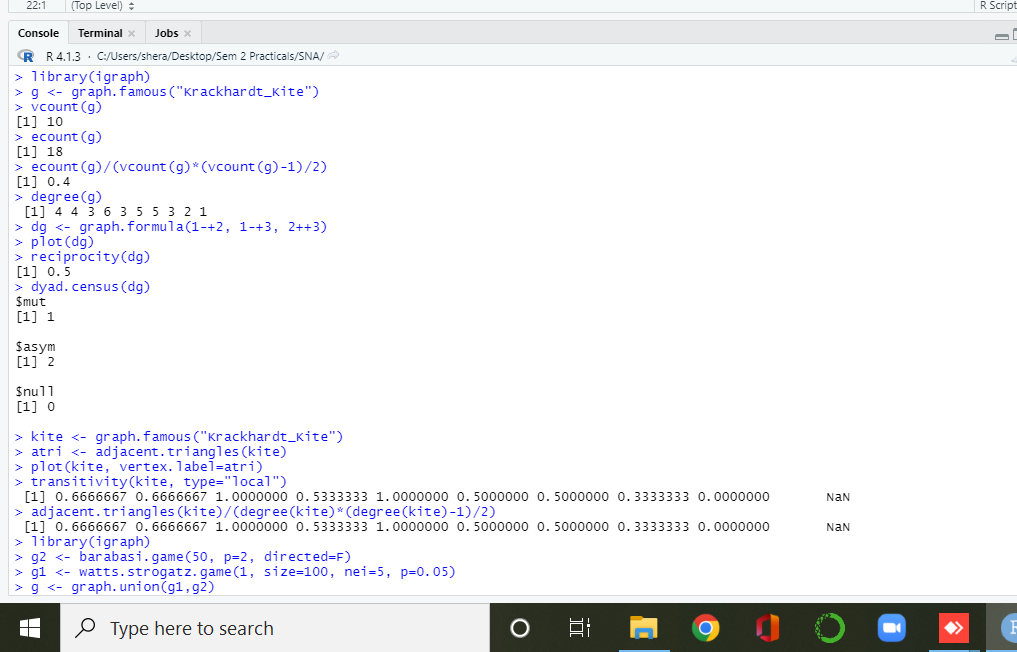 22:1 (Top Level) R Script
Console Terminal Jobs
R 4.1.3 · C:/Users/shera/Desktop/Sem 2 Practicals/SNA/
> library(igraph)
> g <- graph.famous("Krackhardt_Kite")
> vcount(g)
[1] 10
> ecount(g)
[1] 18
> ecount(g)/(vcount(g)*(vcount(g)-1)/2)
[1] 0.4
> degree(g)
[1] 4 4 3 6 3 5 5 3 2 1
> dg <- graph.formula(1-+2, 1-+3, 2++3)
> plot(dg)
> reciprocity(dg)
[1] 0.5
> dyad.census(dg)
$mut
[1] 1
$asym
[1] 2
$null
[1] 0
> kite <- graph.famous("Krackhardt_Kite")
> atri <- adjacent.triangles(kite)
> plot(kite, vertex.label=atri)
> transitivity(kite, type="local")
[1] 0.6666667 0.6666667 1.0000000 0.5333333 1.0000000 0.5000000 0.5000000 0.3333333 0.0000000 NaN
> adjacent.triangles(kite)/(degree(kite)*(degree(kite)-1)/2)
[1] 0.6666667 0.6666667 1.0000000 0.5333333 1.0000000 0.5000000 0.5000000 0.3333333 0.0000000 NaN
> library(igraph)
> g2 <- barabasi.game(50, p=2, directed=F)
> g1 <- watts.strogatz.game(1, size=100, nei=5, p=0.05)
> g <- graph.union(g1,g2)
Type here to search